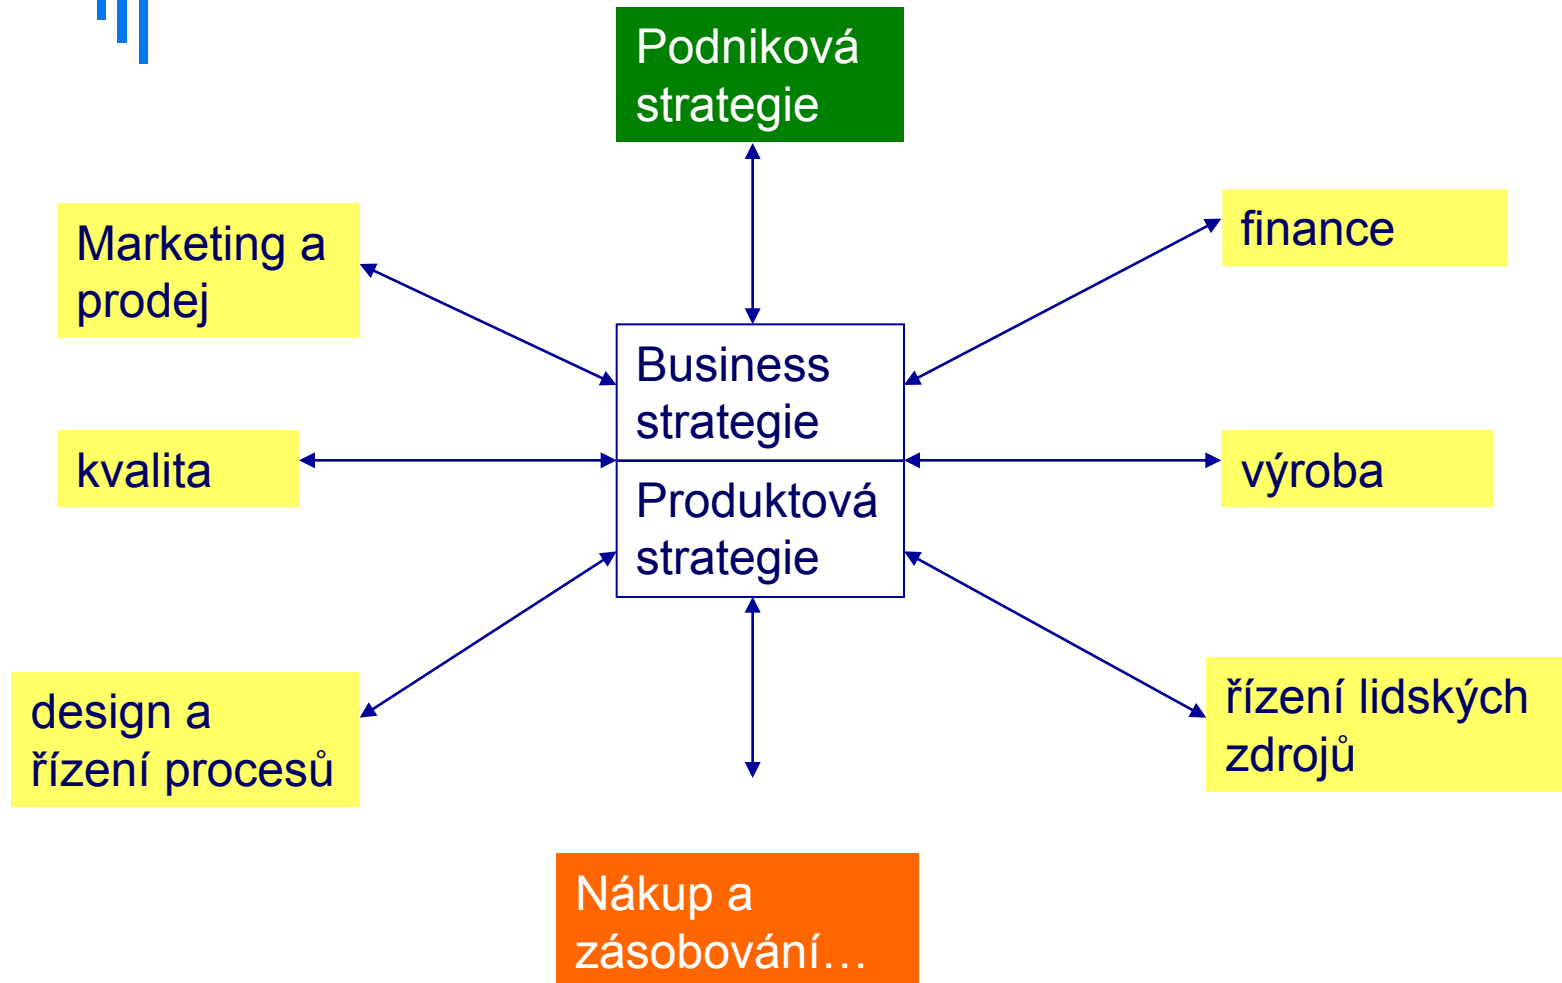 Podniková
strategie
Marketing a
prodej
finance
Business
strategie
kvalita
výroba
Produktová
strategie
design a
řízení procesů
řízení lidských
zdrojů
Nákup a
zásobování…